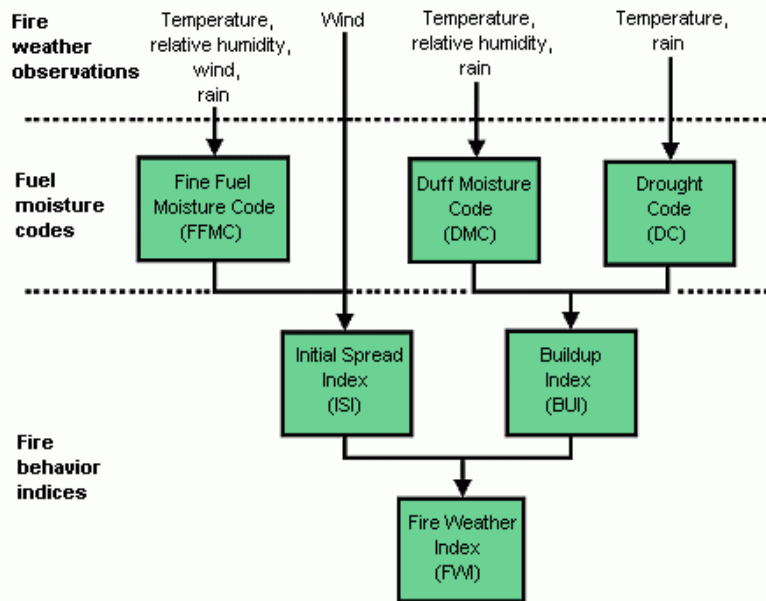 Fire
weather
observations
Temperature,
relative humidity,
wind,
rain
Wind
Temperature,
relative humidity,
rain
Temperature,
rain
Fuel
moisture
codes
Fine Fuel
Moisture Code
(FFMC)
Duff Moisture
Code
(DMC)
Drought
Code
(DC)
Fire
behavior
indices
Initial Spread
Index
(ISI)
Buildup
Index
(BUI)
Fire Weather
Index
(FWI)